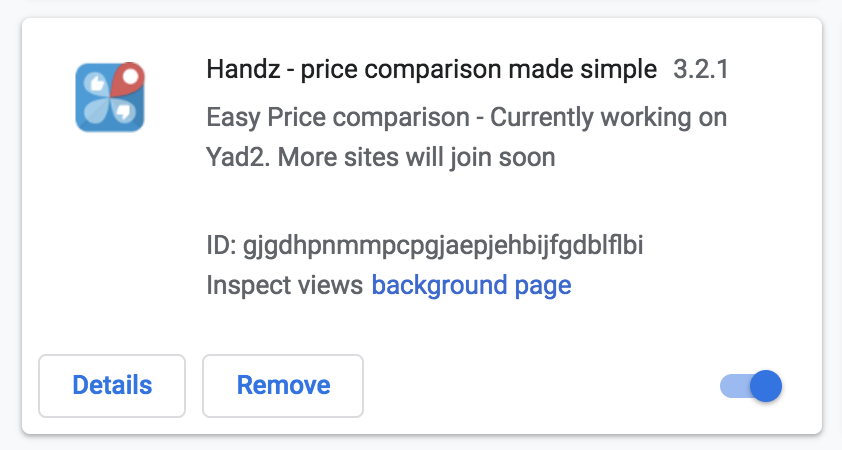 Handz - price comparison made simple 3.2.1
Easy Price comparison - Currently working on
Yad2. More sites will join soon
ID: gjgdhpnmmpcpgjaepjehbijfgdblflbi
Inspect views background page
Details Remove